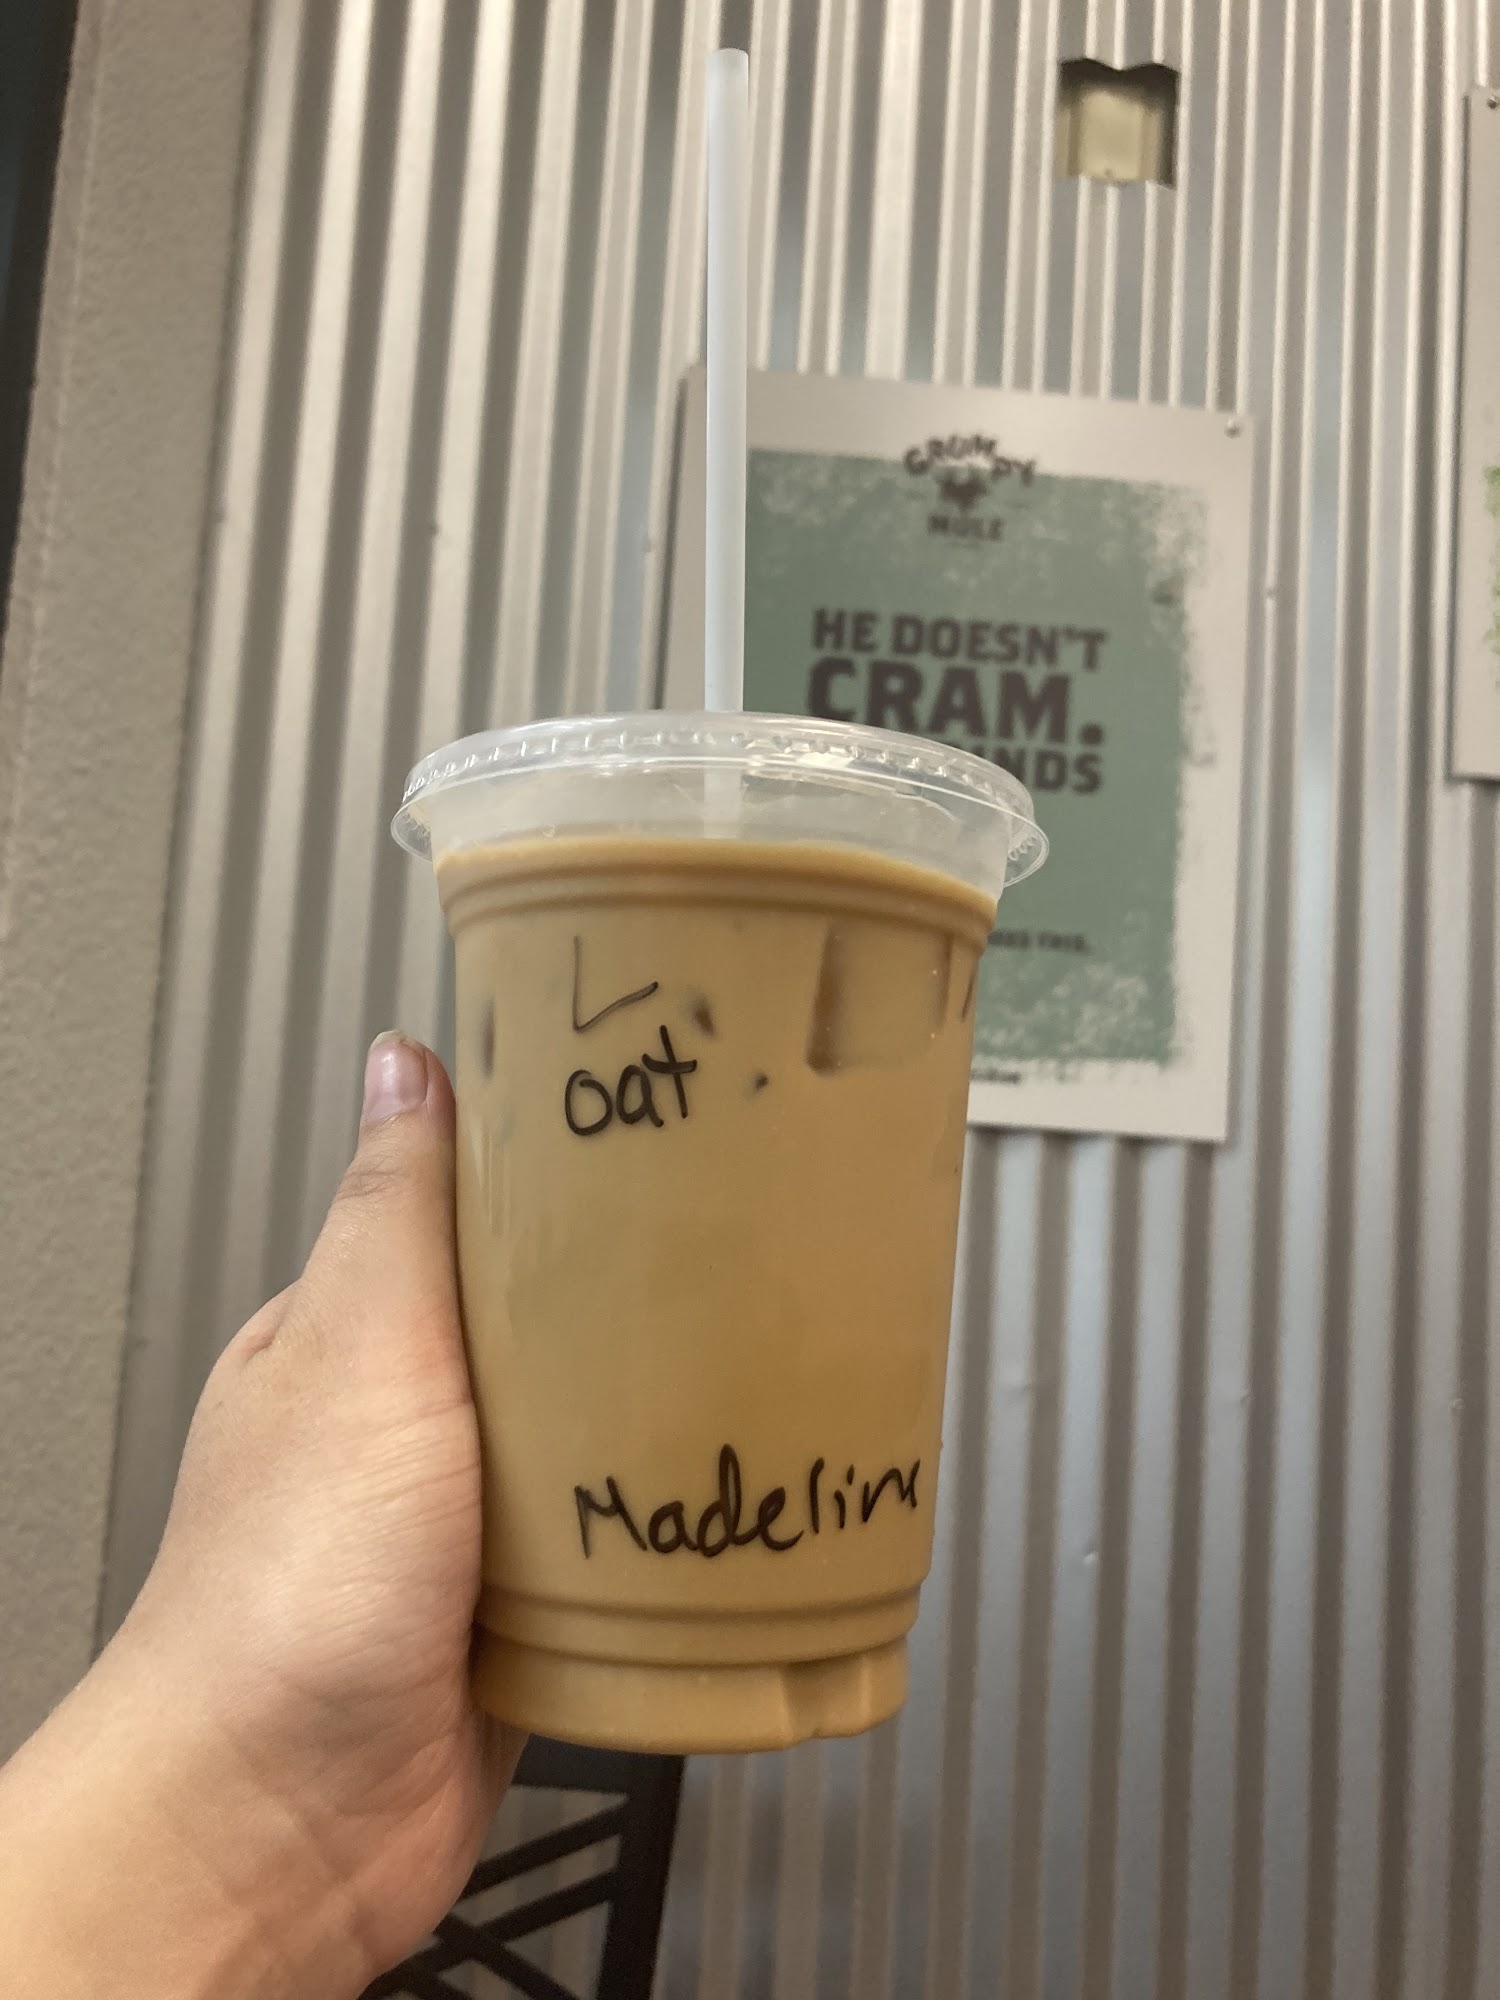 GRUMPY
MULE
HE DOESN'T
CRAM.
L
oat
Madeline